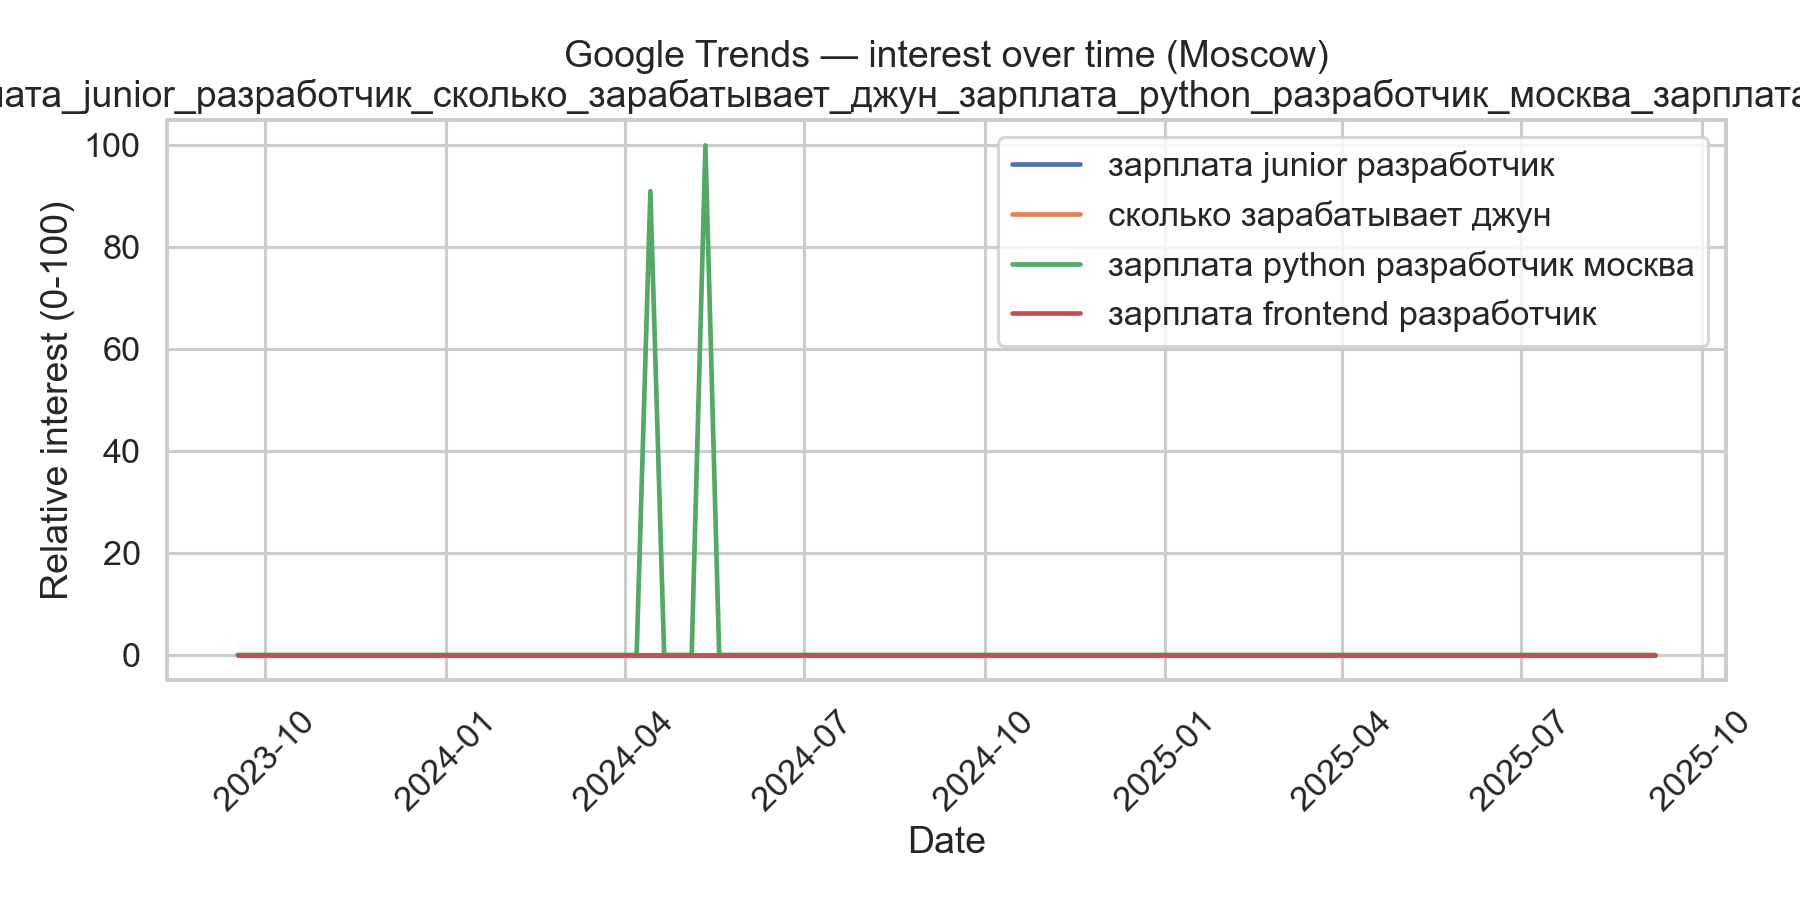 Google Trends — interest over time (Moscow)
лата_junior_разработчик_сколько_зарабатывает_джун_зарплата_python_разработчик_москва_зарплата
Relative interest (0-100)
100
80
60
40
20
0
зарплата junior разработчик
сколько зарабатывает джун
зарплата python разработчик москва
зарплата frontend разработчик
2023-10
2024-01
2024-04
2024-07
2024-10
2025-01
2025-04
2025-07
2025-10
Date